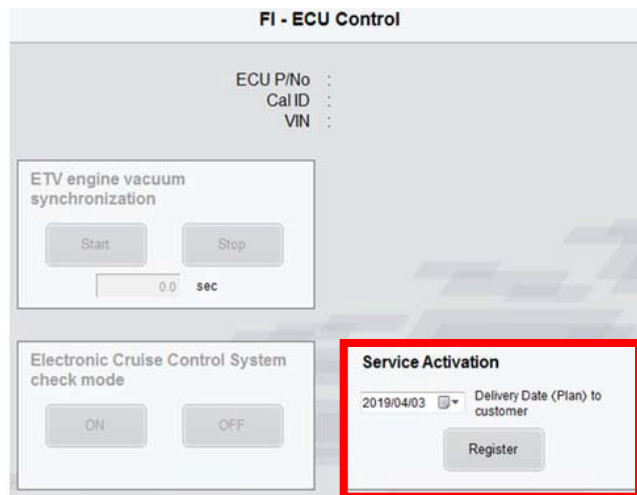 FI - ECU Control
ECU P/No :
Cal ID :
VIN :
ETV engine vacuum
synchronization
Start Stop
0.0 sec
Electronic Cruise Control System
check mode
ON OFF
Service Activation
2019/04/03 Delivery Date (Plan) to
customer
Register